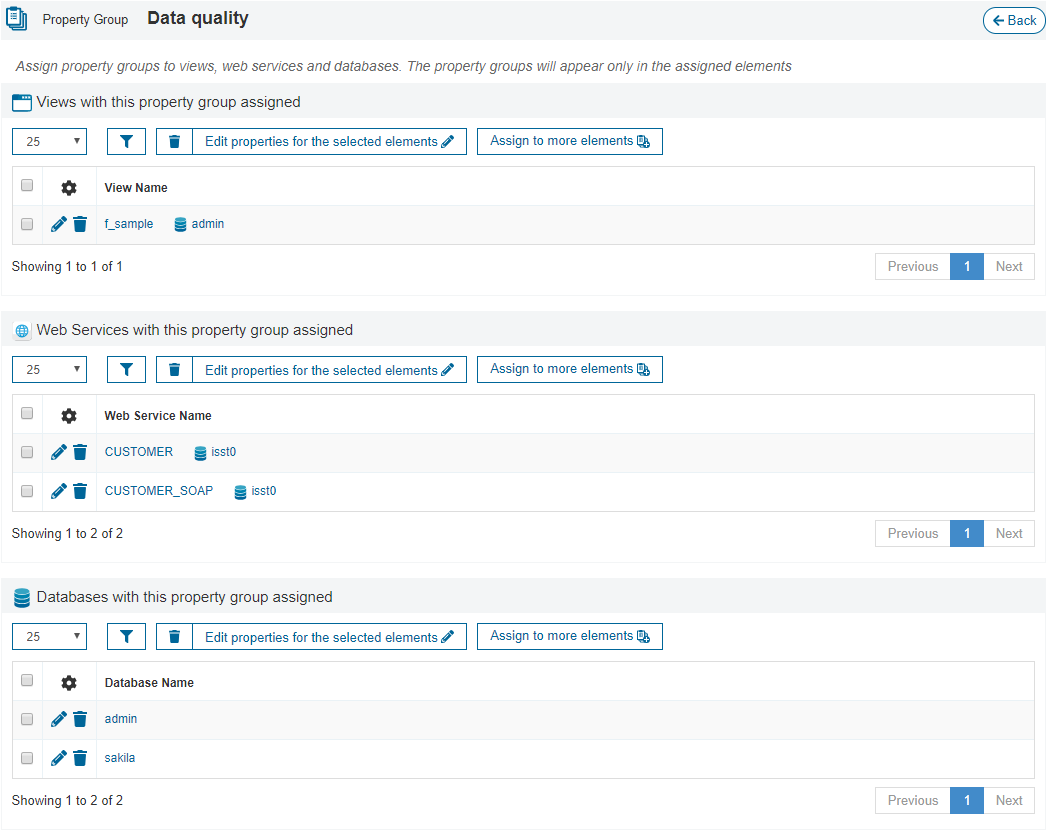 Property Group Data quality Back
Assign property groups to views, web services and databases. The property groups will appear only in the assigned elements
Views with this property group assigned
25 Edit properties for the selected elements Assign to more elements
View Name
f_sample admin
Showing 1 to 1 of 1 Previous 1 Next
Web Services with this property group assigned
25 Edit properties for the selected elements Assign to more elements
Web Service Name
CUSTOMER isst0
CUSTOMER_SOAP isst0
Showing 1 to 2 of 2 Previous 1 Next
Databases with this property group assigned
25 Edit properties for the selected elements Assign to more elements
Database Name
admin
sakila
Showing 1 to 2 of 2 Previous 1 Next